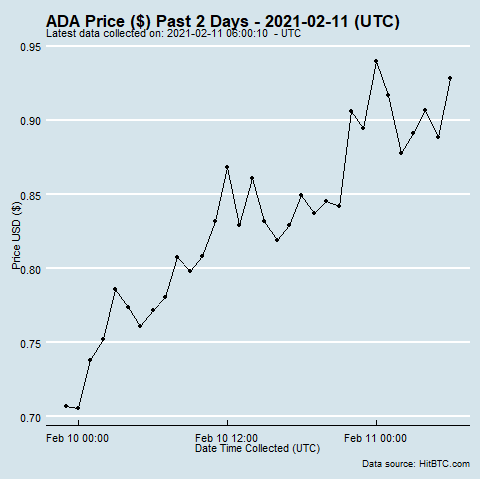 ADA Price ($) Past 2 Days - 2021-02-11 (UTC)
Latest data collected on: 2021-02-11 06:00:10  - UTC
0.95
0.90
0.85
0.80
0.75
0.70
Price USD ($)
Feb 10 00:00
Feb 10 12:00
Feb 11 00:00
Date Time Collected (UTC)
Data source: HitBTC.com